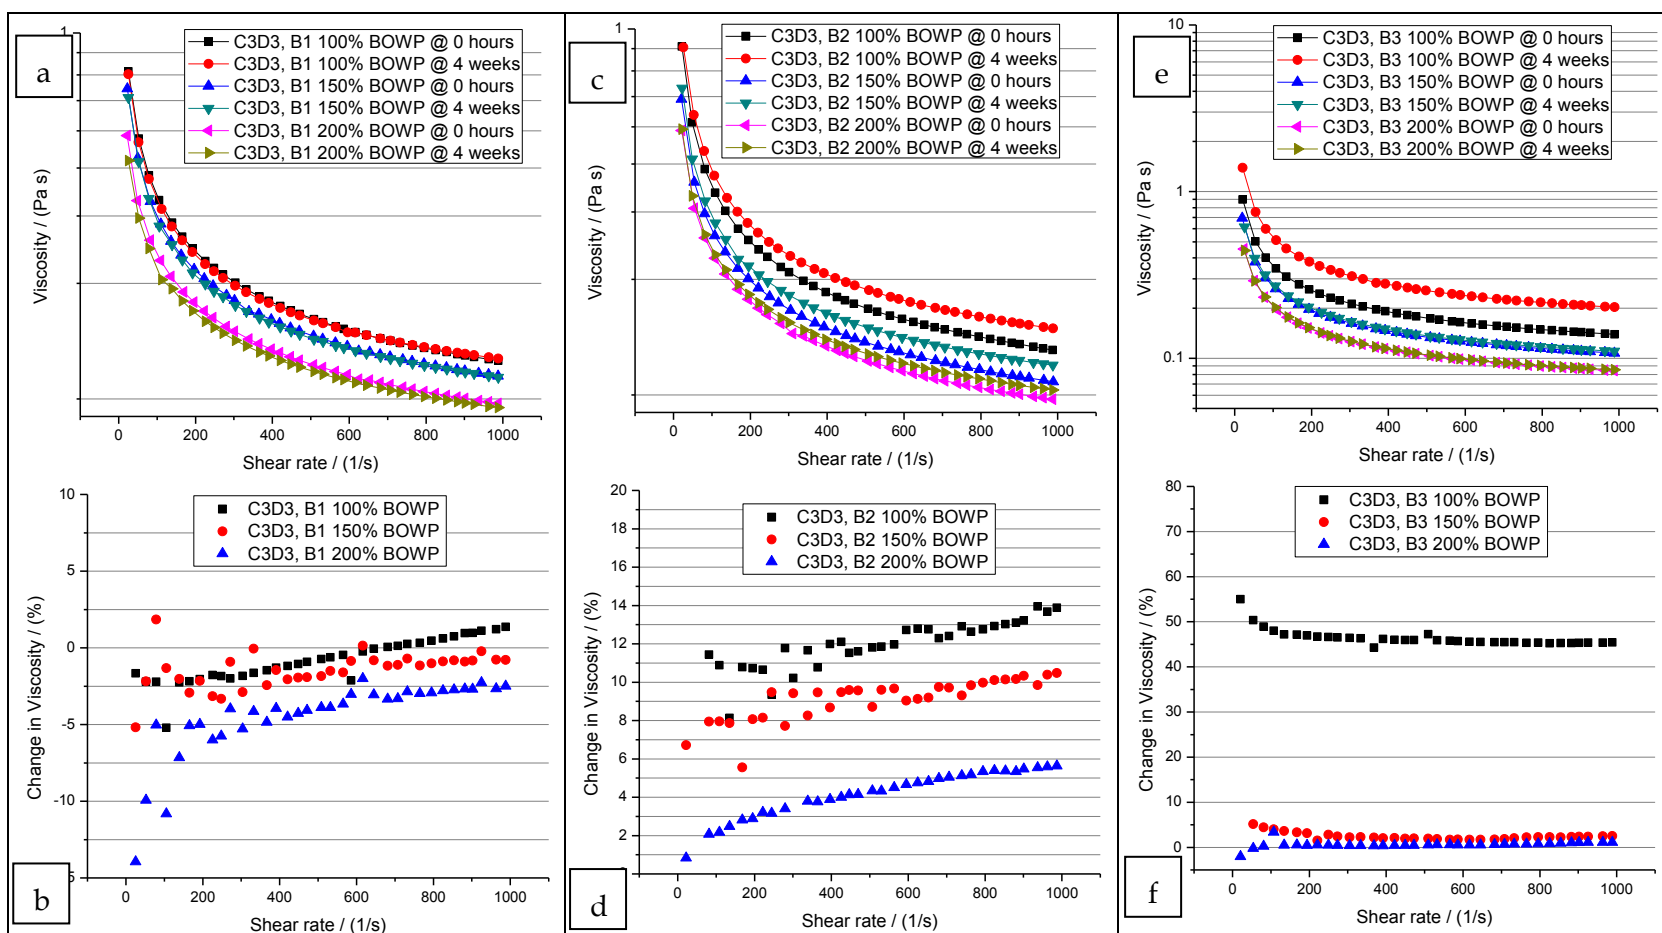 a
1
C3D3, B1 100% BOWP @ 0 hours
C3D3, B1 100% BOWP @ 4 weeks
C3D3, B1 150% BOWP @ 0 hours
C3D3, B1 150% BOWP @ 4 weeks
C3D3, B1 200% BOWP @ 0 hours
C3D3, B1 200% BOWP @ 4 weeks
Viscosity / (Pa s)
0 200 400 600 800 1000
Shear rate / (1/s)
c
1
C3D3, B2 100% BOWP @ 0 hours
C3D3, B2 100% BOWP @ 4 weeks
C3D3, B2 150% BOWP @ 0 hours
C3D3, B2 150% BOWP @ 4 weeks
C3D3, B2 200% BOWP @ 0 hours
C3D3, B2 200% BOWP @ 4 weeks
Viscosity / (Pa s)
0 200 400 600 800 1000
Shear rate / (1/s)
e
10
1
0.1
C3D3, B3 100% BOWP @ 0 hours
C3D3, B3 100% BOWP @ 4 weeks
C3D3, B3 150% BOWP @ 0 hours
C3D3, B3 150% BOWP @ 4 weeks
C3D3, B3 200% BOWP @ 0 hours
C3D3, B3 200% BOWP @ 4 weeks
Viscosity / (Pa s)
0 200 400 600 800 1000
Shear rate / (1/s)
b
10
5
0
-5
-10
C3D3, B1 100% BOWP
C3D3, B1 150% BOWP
C3D3, B1 200% BOWP
Change in Viscosity / (%)
0 200 400 600 800 1000
Shear rate / (1/s)
d
20
18
16
14
12
10
8
6
4
2
C3D3, B2 100% BOWP
C3D3, B2 150% BOWP
C3D3, B2 200% BOWP
Change in Viscosity / (%)
0 200 400 600 800 1000
Shear rate / (1/s)
f
80
70
60
50
40
30
20
10
0
C3D3, B3 100% BOWP
C3D3, B3 150% BOWP
C3D3, B3 200% BOWP
Change in Viscosity / (%)
0 200 400 600 800 1000
Shear rate / (1/s)